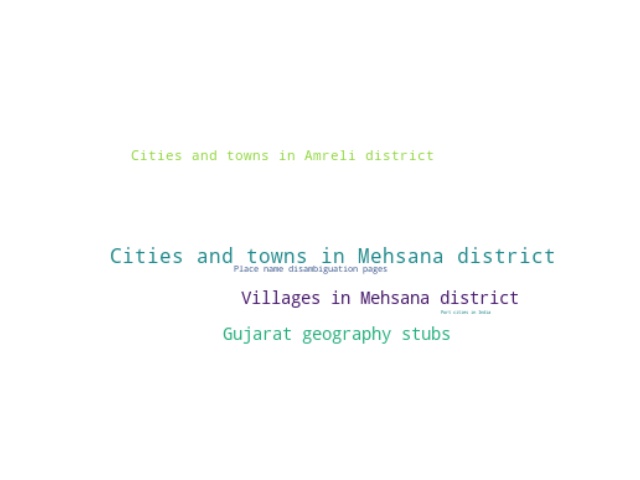 Cities and towns in Amreli district
Cities and towns in Mehsana district
Place name disambiguation pages
Villages in Mehsana district
Port cities in India
Gujarat geography stubs